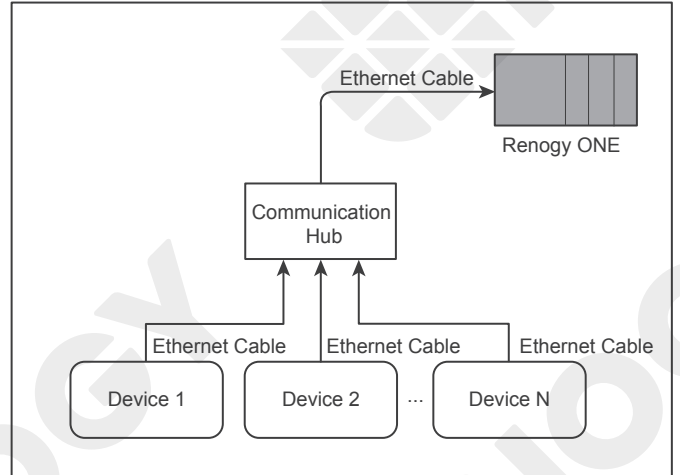 Ethernet Cable
Renogy ONE
Communication
Hub
Ethernet Cable Ethernet Cable Ethernet Cable
Device 1 Device 2 ... Device N